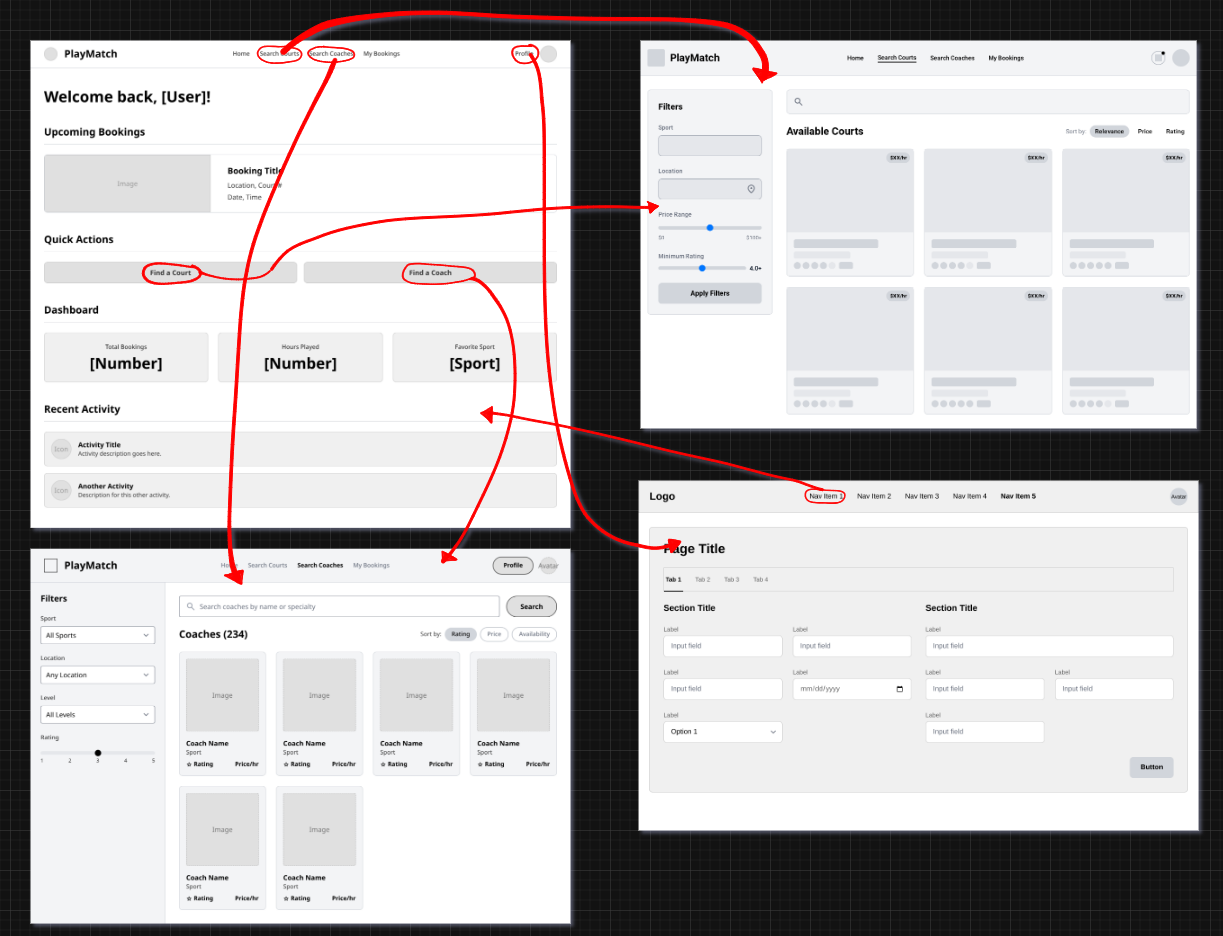 PlayMatch
Home Search Courts Search Coaches My Bookings
Profile
Welcome back, [User]!
Upcoming Bookings
Image
Booking Title
Location, Court #
Date, Time
Quick Actions
Find a Court
Find a Coach
Dashboard
Total Bookings
[Number]
Hours Played
[Number]
Favorite Sport
[Sport]
Recent Activity
Icon
Activity Title
Activity description goes here.
Icon
Another Activity
Description for this other activity.
PlayMatch
Home Search Courts Search Coaches My Bookings
Filters
Sport
Location
Price Range
$0
$100+
Minimum Rating
4.0+
Apply Filters
Available Courts
Sort by: Relevance Price Rating
$XX/hr
$XX/hr
$XX/hr
$XX/hr
$XX/hr
$XX/hr
PlayMatch
Home Search Courts Search Coaches My Bookings
Profile
Avatar
Filters
Sport
All Sports
Location
Any Location
Level
All Levels
Rating
1 2 3 4 5
Search coaches by name or specialty
Search
Coaches (234)
Sort by: Rating Price Availability
Image
Coach Name
Sport
☆ Rating Price/hr
Image
Coach Name
Sport
☆ Rating Price/hr
Image
Coach Name
Sport
☆ Rating Price/hr
Image
Coach Name
Sport
☆ Rating Price/hr
Image
Coach Name
Sport
☆ Rating Price/hr
Image
Coach Name
Sport
☆ Rating Price/hr
Logo
Nav Item 1 Nav Item 2 Nav Item 3 Nav Item 4 Nav Item 5
Avatar
Page Title
Tab 1 Tab 2 Tab 3 Tab 4
Section Title
Label
Input field
Label
Input field
Label
Input field
Label
mm/dd/yyyy
Label
Option 1
Section Title
Label
Input field
Label
Input field
Label
Input field
Label
Input field
Button